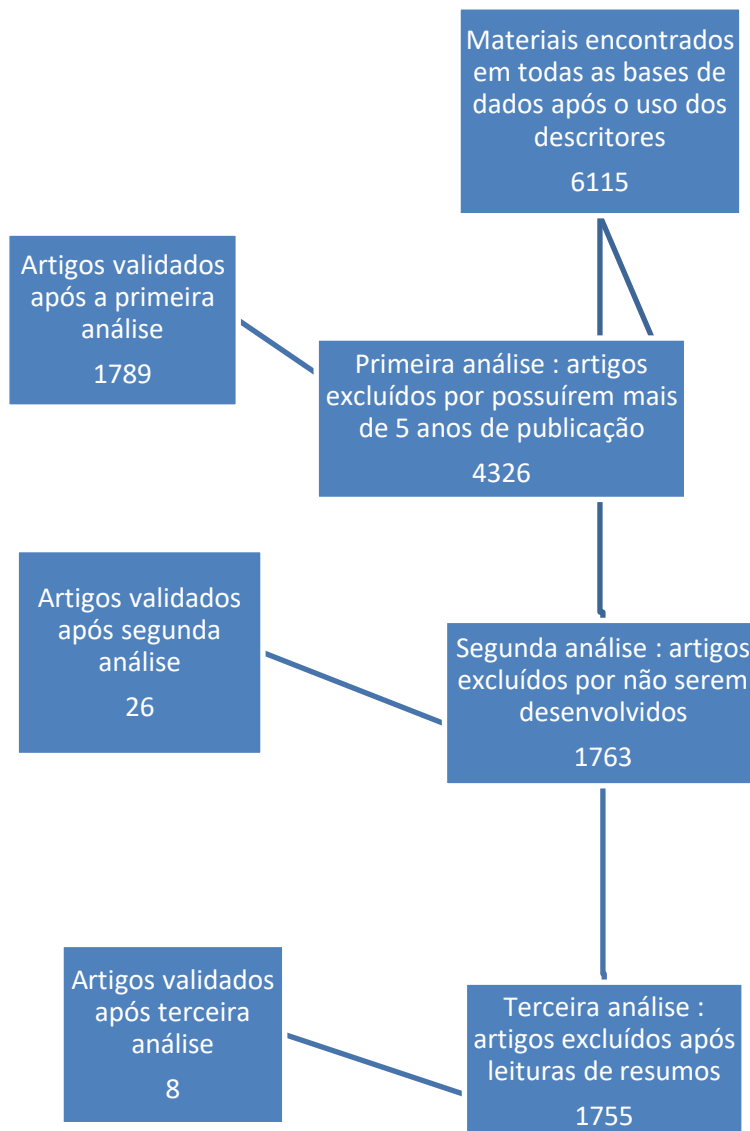 Materiais encontrados
em todas as bases de
dados após o uso dos
descritores
6115
Artigos validados
após a primeira
análise
1789
Primeira análise : artigos
excluídos por possuírem mais
de 5 anos de publicação
4326
Artigos validados
após segunda
análise
26
Segunda análise : artigos
excluídos por não serem
desenvolvidos
1763
Artigos validados
após terceira
análise
8
Terceira análise :
artigos excluídos após
leituras de resumos
1755